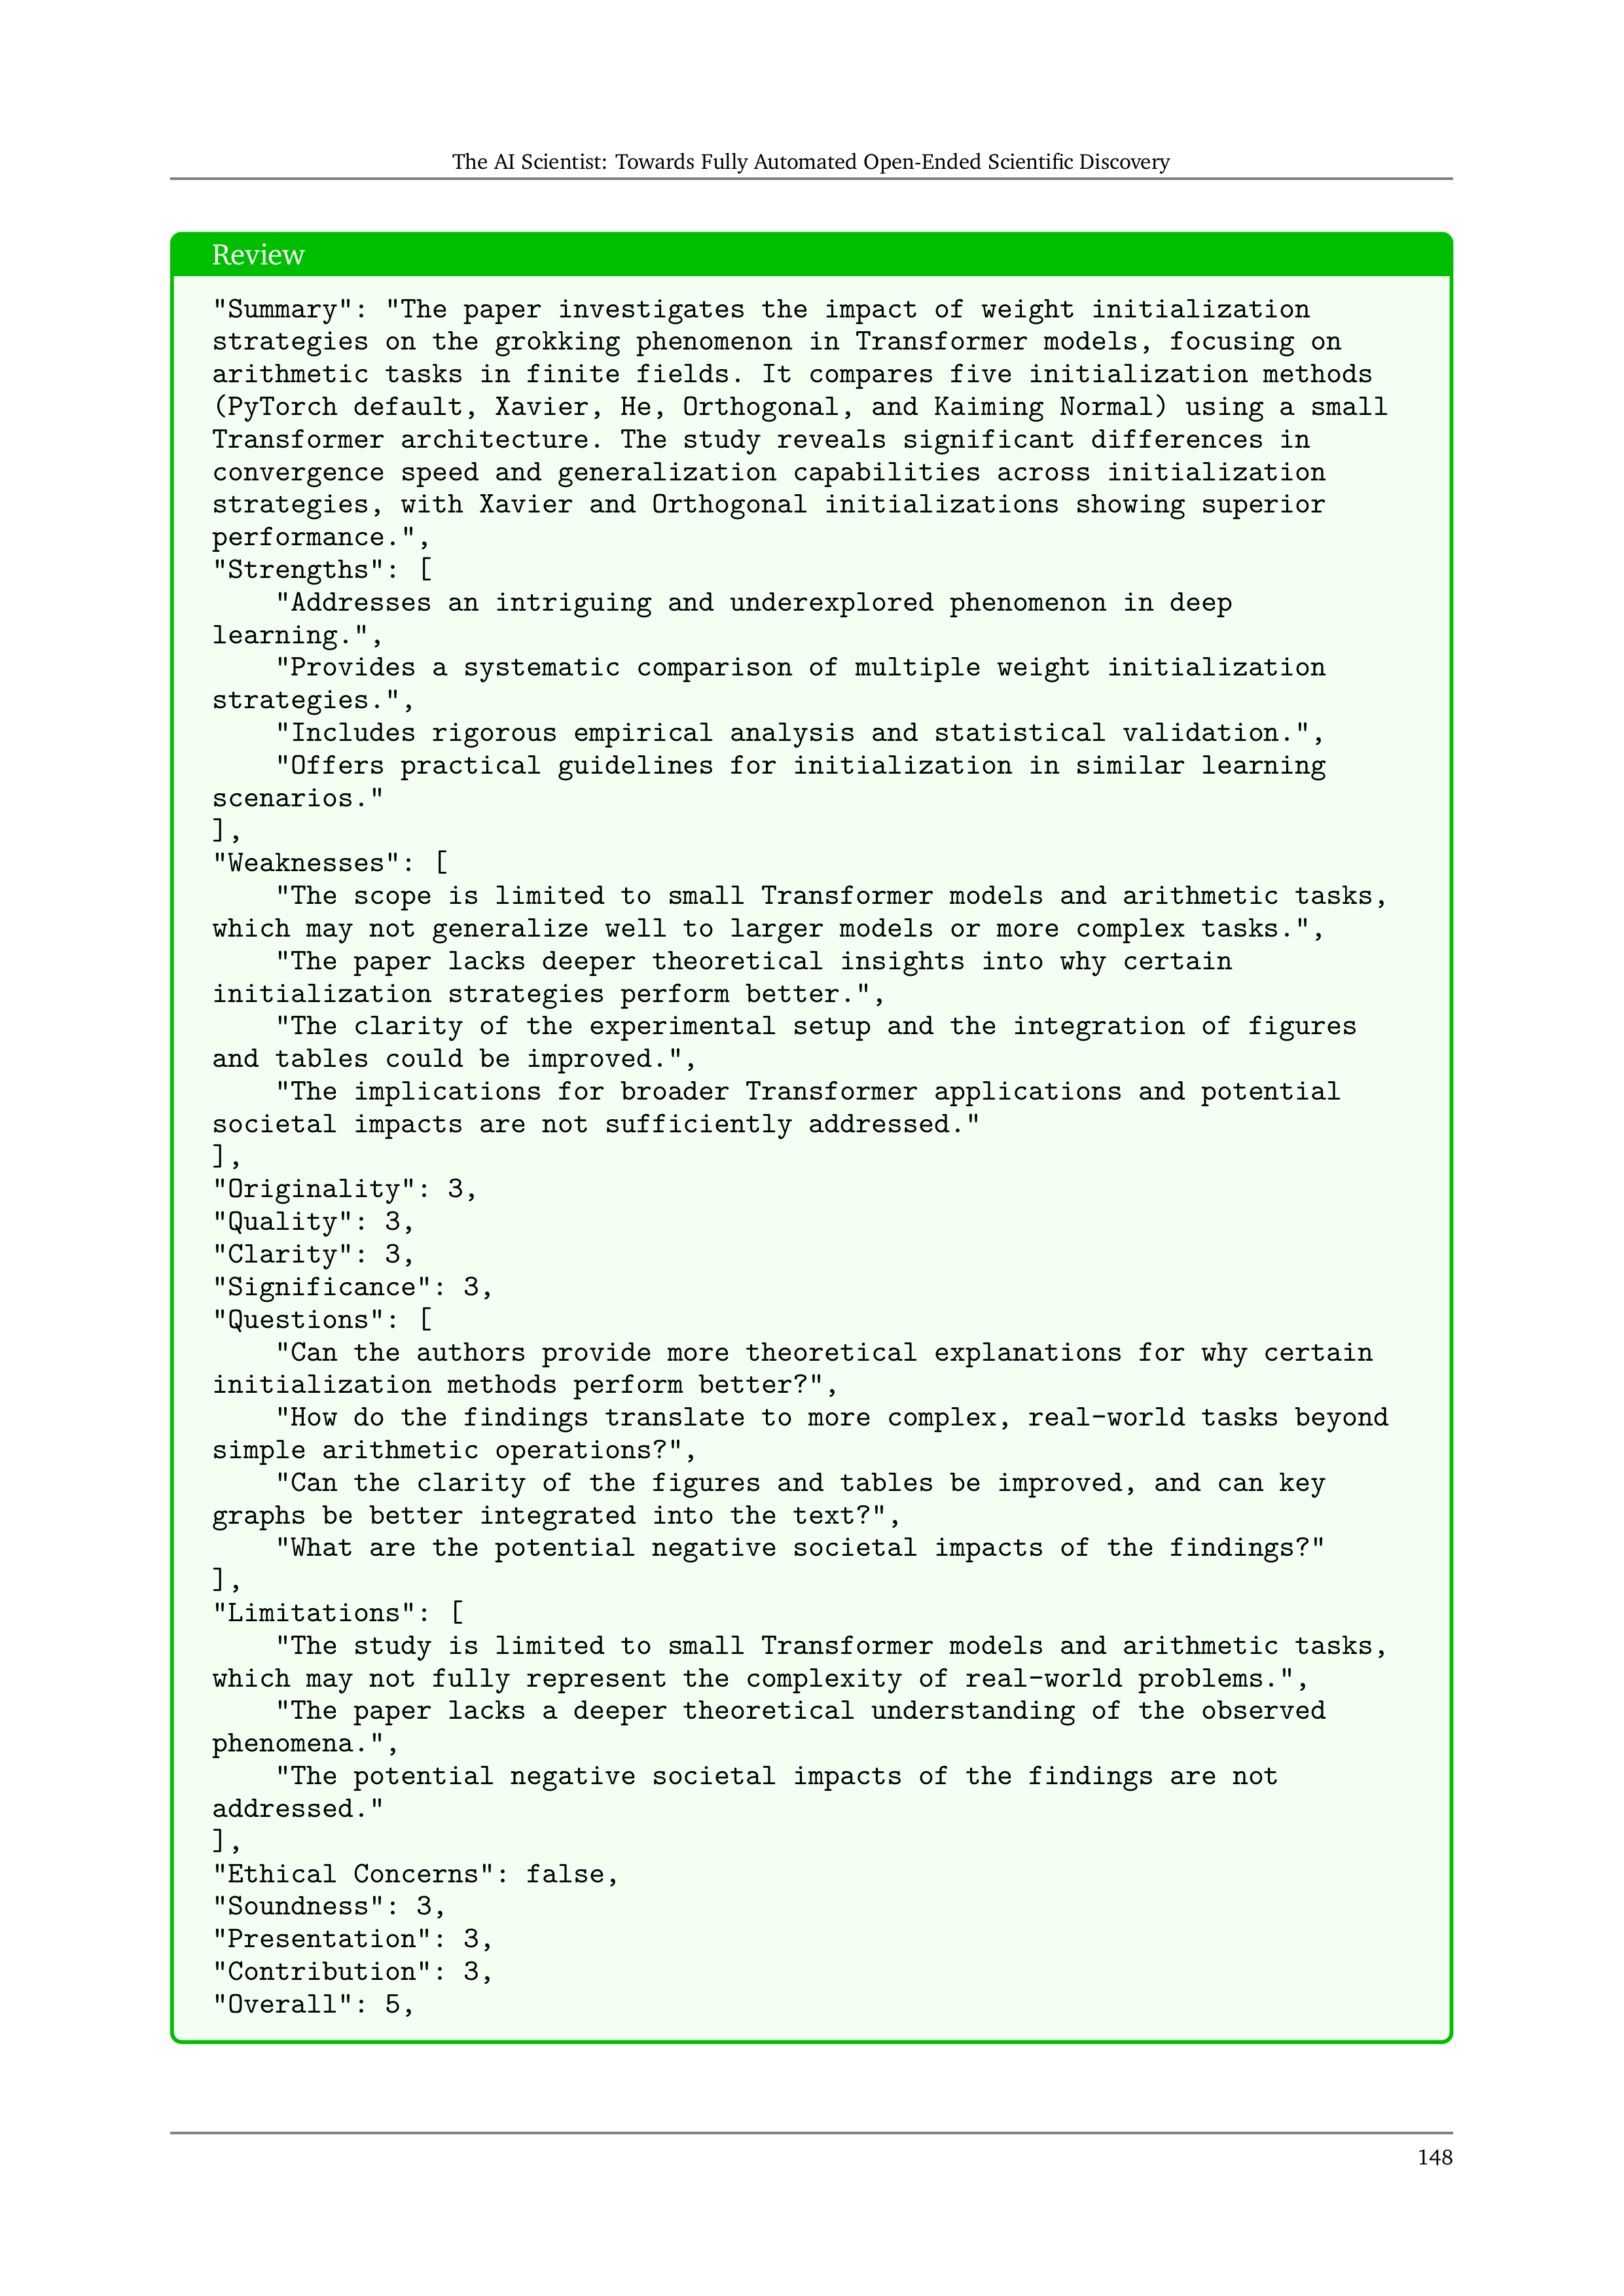 The AI Scientist: Towards Fully Automated Open-Ended Scientific Discovery
Review
"Summary": "The paper investigates the impact of weight initialization
strategies on the grokking phenomenon in Transformer models, focusing on
arithmetic tasks in finite fields. It compares five initialization methods
(PyTorch default, Xavier, He, Orthogonal, and Kaiming Normal) using a small
Transformer architecture. The study reveals significant differences in
convergence speed and generalization capabilities across initialization
strategies, with Xavier and Orthogonal initializations showing superior
performance.",
"Strengths": [
    "Addresses an intriguing and underexplored phenomenon in deep
learning.",
    "Provides a systematic comparison of multiple weight initialization
strategies.",
    "Includes rigorous empirical analysis and statistical validation.",
    "Offers practical guidelines for initialization in similar learning
scenarios."
],
"Weaknesses": [
    "The scope is limited to small Transformer models and arithmetic tasks,
which may not generalize well to larger models or more complex tasks.",
    "The paper lacks deeper theoretical insights into why certain
initialization strategies perform better.",
    "The clarity of the experimental setup and the integration of figures
and tables could be improved.",
    "The implications for broader Transformer applications and potential
societal impacts are not sufficiently addressed."
],
"Originality": 3,
"Quality": 3,
"Clarity": 3,
"Significance": 3,
"Questions": [
    "Can the authors provide more theoretical explanations for why certain
initialization methods perform better?",
    "How do the findings translate to more complex, real-world tasks beyond
simple arithmetic operations?",
    "Can the clarity of the figures and tables be improved, and can key
graphs be better integrated into the text?",
    "What are the potential negative societal impacts of the findings?"
],
"Limitations": [
    "The study is limited to small Transformer models and arithmetic tasks,
which may not fully represent the complexity of real-world problems.",
    "The paper lacks a deeper theoretical understanding of the observed
phenomena.",
    "The potential negative societal impacts of the findings are not
addressed."
],
"Ethical Concerns": false,
"Soundness": 3,
"Presentation": 3,
"Contribution": 3,
"Overall": 5,
148